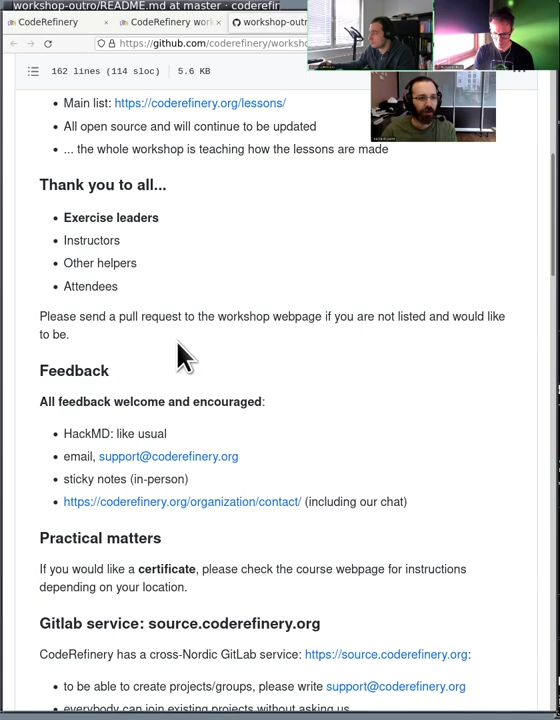 workshop-outro/README.md at master · coderefin
CodeRefinery
CodeRefinery work
workshop-outro
https://github.com/coderefinery/worksho
162 lines (114 sloc) 5.6 KB
• Main list: https://coderefinery.org/lessons/
• All open source and will continue to be updated
• ... the whole workshop is teaching how the lessons are made
Thank you to all...
• Exercise leaders
• Instructors
• Other helpers
• Attendees
Please send a pull request to the workshop webpage if you are not listed and would like
to be.
Feedback
All feedback welcome and encouraged:
• HackMD: like usual
• email, support@coderefinery.org
• sticky notes (in-person)
• https://coderefinery.org/organization/contact/ (including our chat)
Practical matters
If you would like a certificate, please check the course webpage for instructions
depending on your location.
Gitlab service: source.coderefinery.org
CodeRefinery has a cross-Nordic GitLab service: https://source.coderefinery.org:
• to be able to create projects/groups, please write support@coderefinery.org
• everybody can join existing projects without asking us